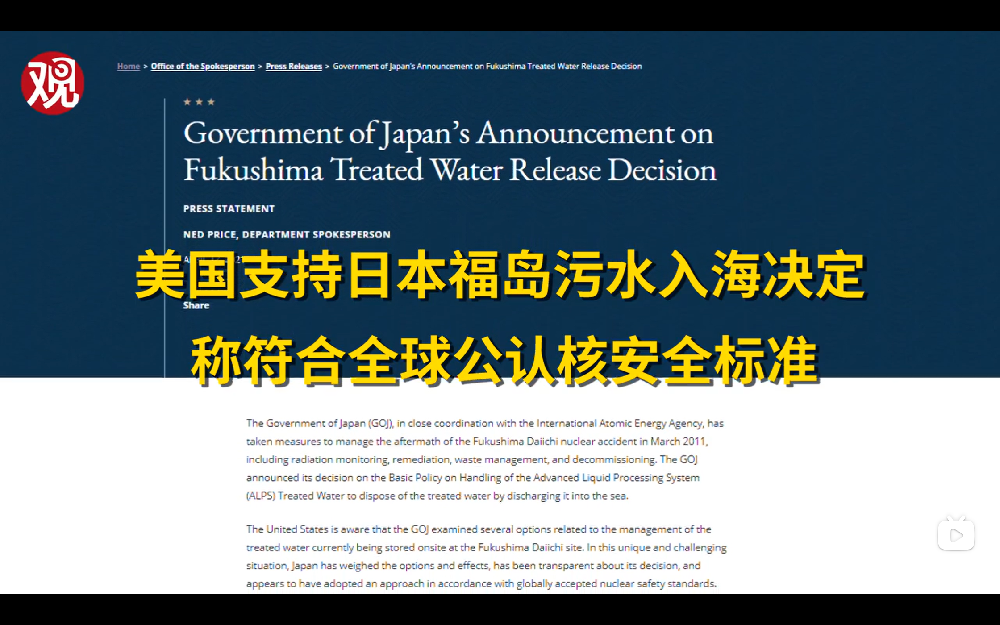 观
Home > Office of the Spokesperson > Press Releases > Government of Japan's Announcement on Fukushima Treated Water Release Decision
Government of Japan's Announcement on
Fukushima Treated Water Release Decision
PRESS STATEMENT
NED PRICE, DEPARTMENT SPOKESPERSON
美国支持日本福岛污水入海决定
Share
称符合全球公认核安全标准
The Government of Japan (GOJ), in close coordination with the International Atomic Energy Agency, has
taken measures to manage the aftermath of the Fukushima Daiichi nuclear accident in March 2011,
including radiation monitoring, remediation, waste management, and decommissioning. The GOJ
announced its decision on the Basic Policy on Handling of the Advanced Liquid Processing System
(ALPS) Treated Water to dispose of the treated water by discharging it into the sea.
The United States is aware that the GOJ examined several options related to the management of the
treated water currently being stored onsite at the Fukushima Daiichi site. In this unique and challenging
situation, Japan has weighed the options and effects, has been transparent about its decision, and
appears to have adopted an approach in accordance with globally accepted nuclear safety standards.